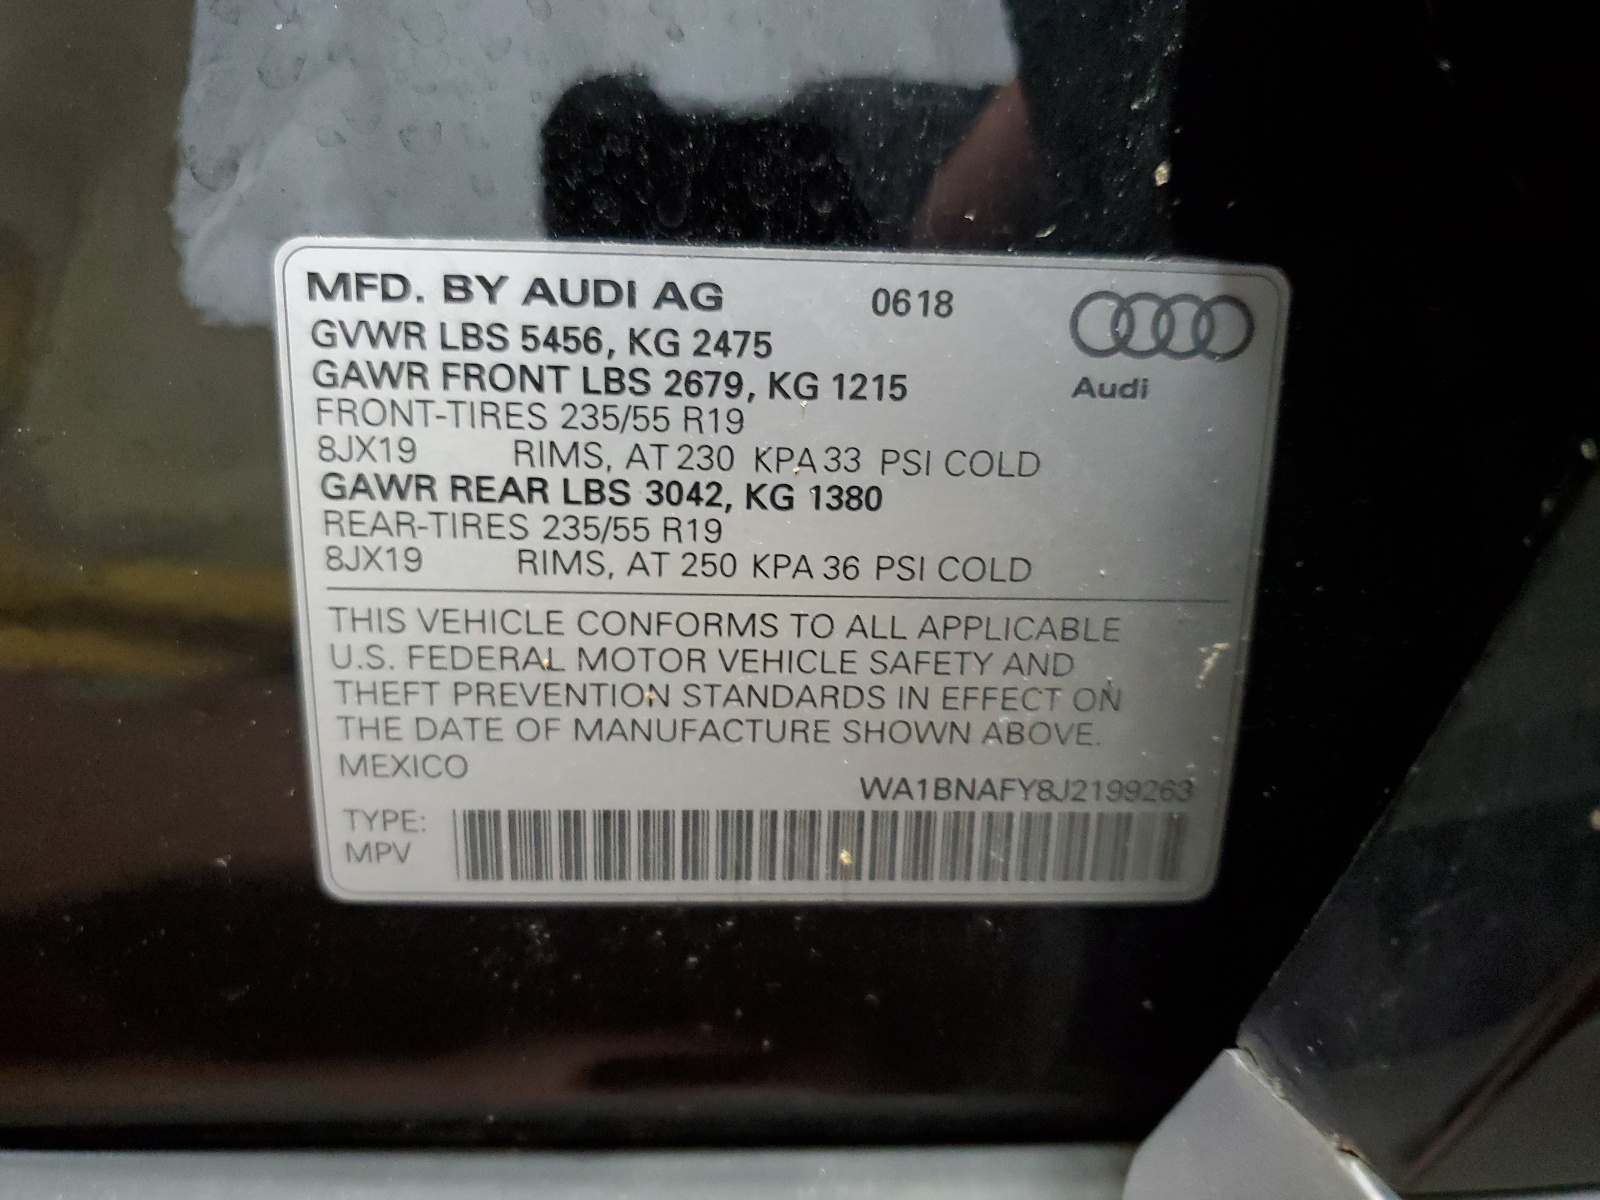 MFD. BY AUDI AG 0618
GVWR LBS 5456, KG 2475
GAWR FRONT LBS 2679, KG 1215
Audi
FRONT-TIRES 235/55 R19
8JX19 RIMS, AT 230 KPA 33 PSI COLD
GAWR REAR LBS 3042, KG 1380
REAR-TIRES 235/55 R19
8JX19 RIMS, AT 250 KPA 36 PSI COLD
THIS VEHICLE CONFORMS TO ALL APPLICABLE
U.S. FEDERAL MOTOR VEHICLE SAFETY AND
THEFT PREVENTION STANDARDS IN EFFECT ON
THE DATE OF MANUFACTURE SHOWN ABOVE.
MEXICO
WA1BNAFY8J2199263
TYPE:
MPV